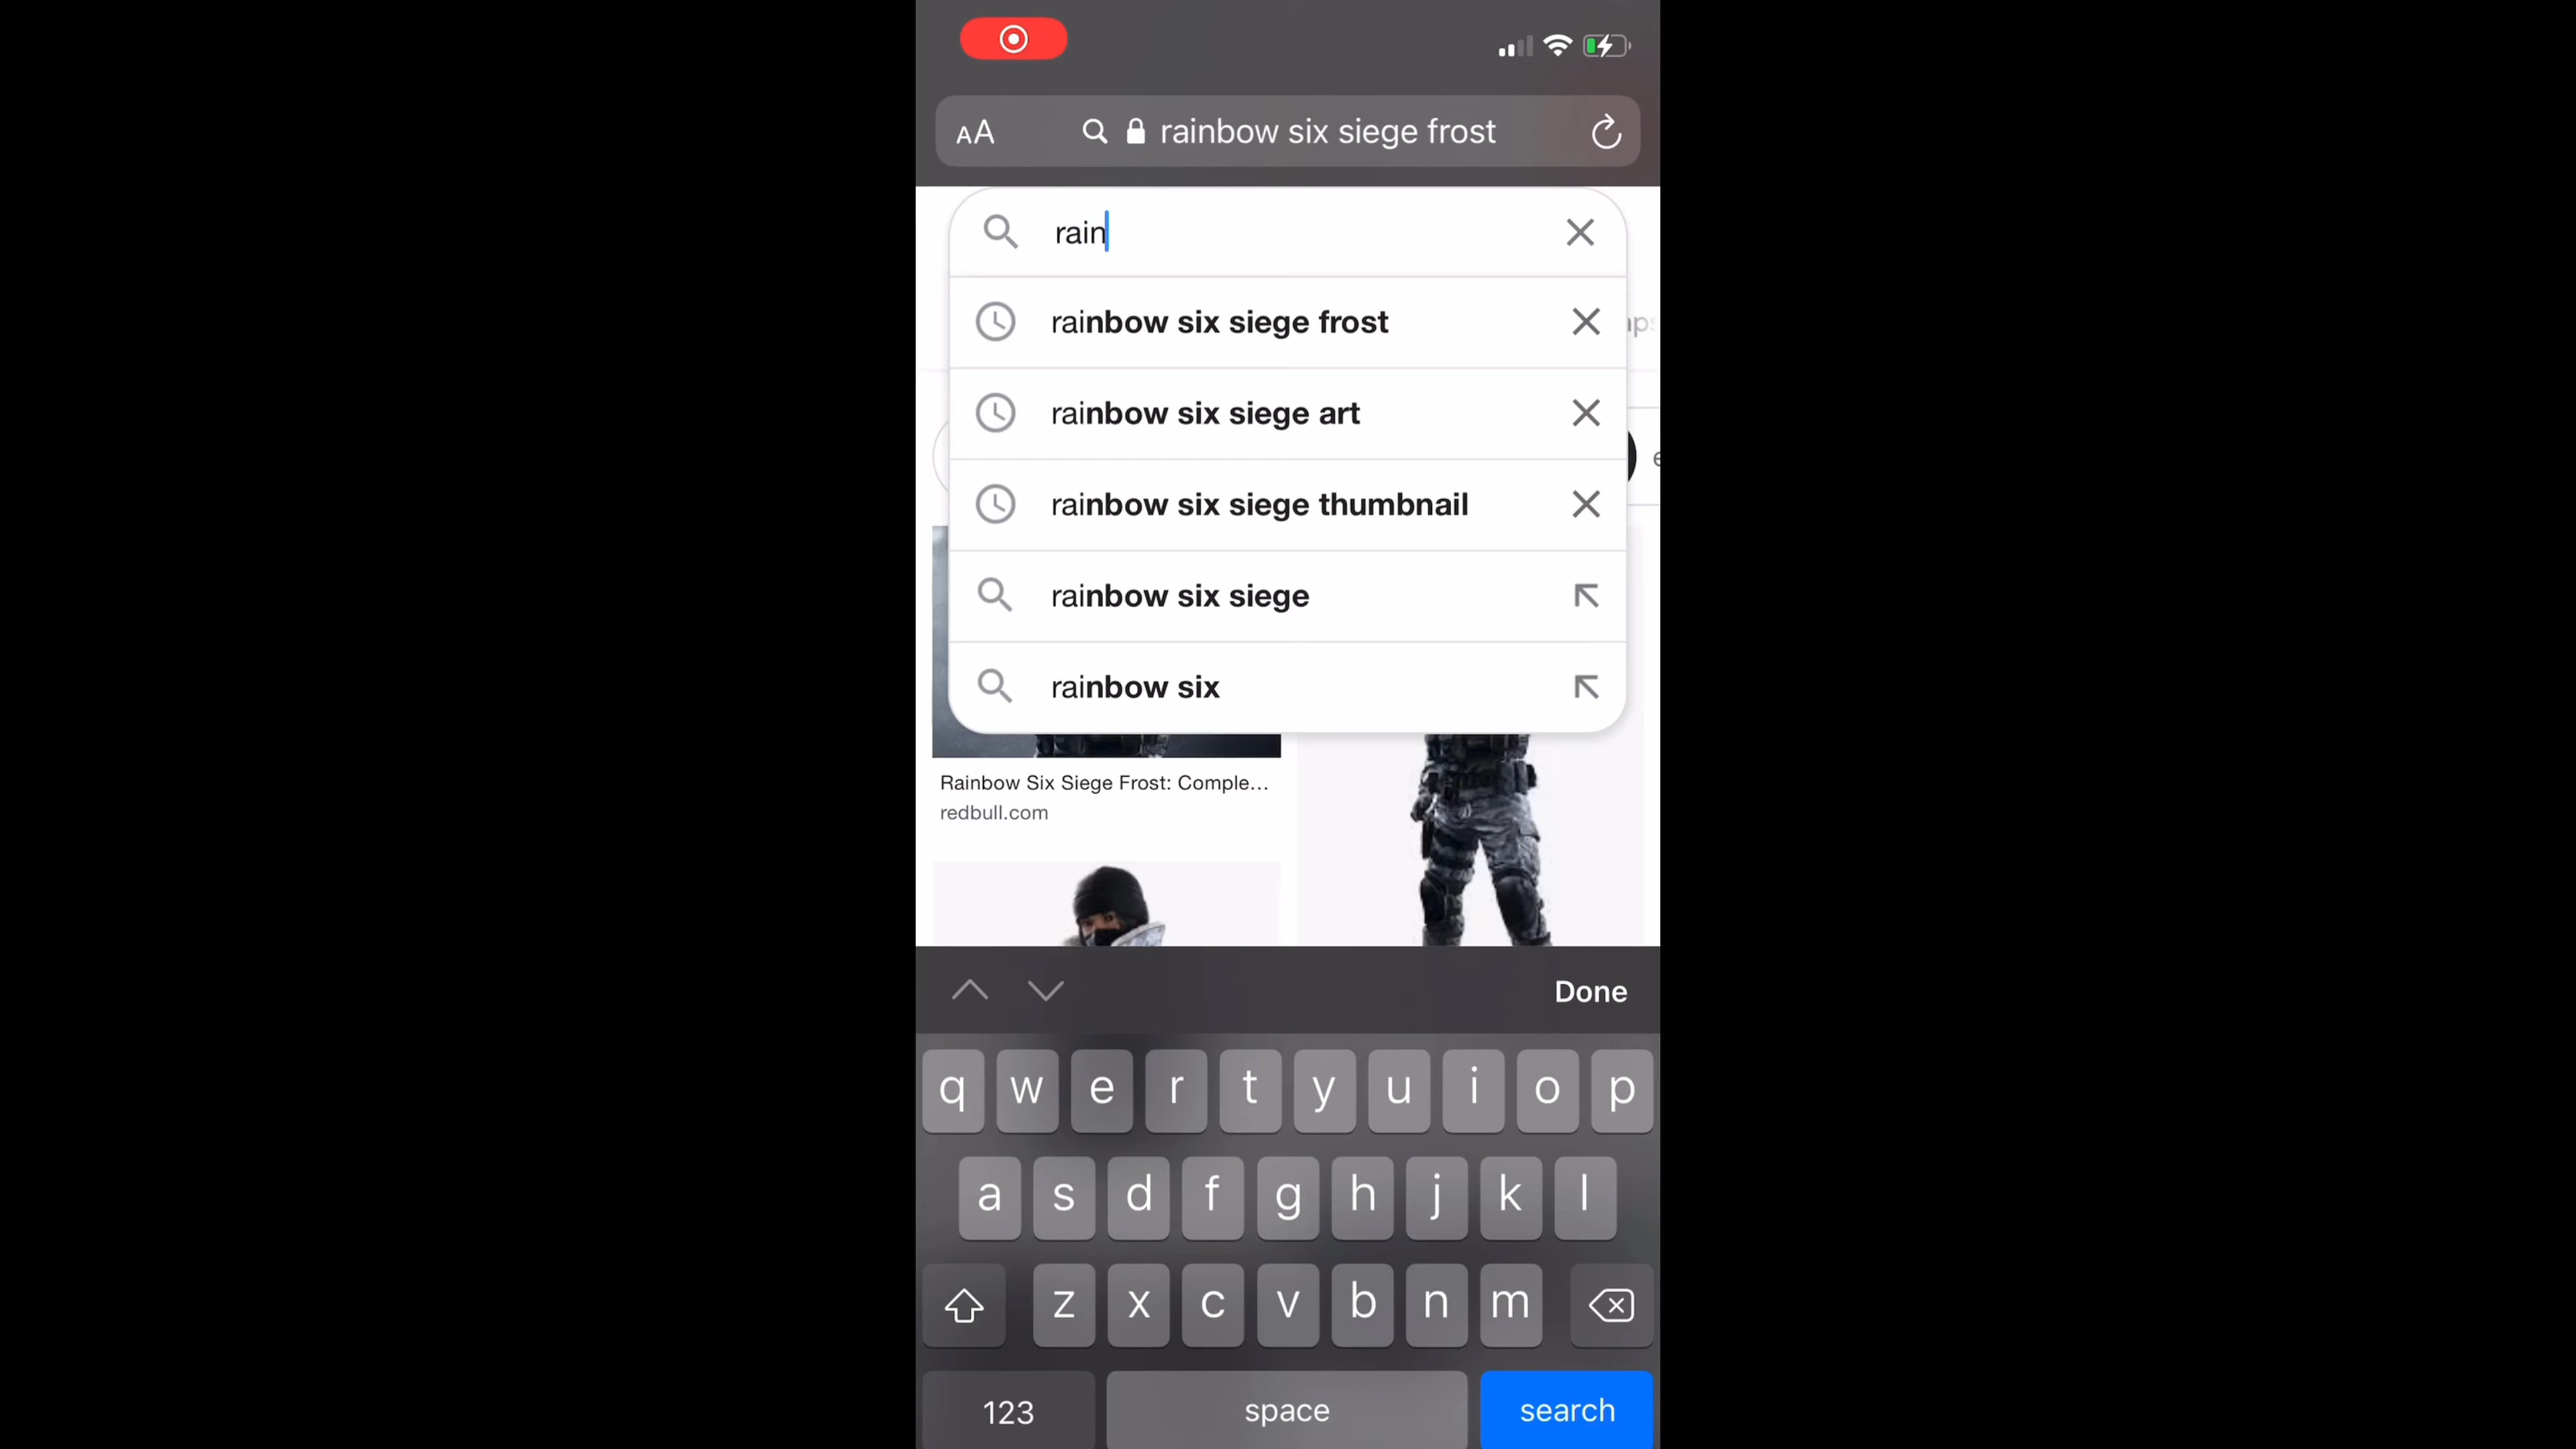 AA rainbow six siege frost
rain
rainbow six siege frost
rainbow six siege art
rainbow six siege thumbnail
rainbow six siege
rainbow six
Rainbow Six Siege Frost: Comple...
redbull.com
Done
q w e r t y u i o p
a s d f g h j k l
z x c v b n m
123 space search